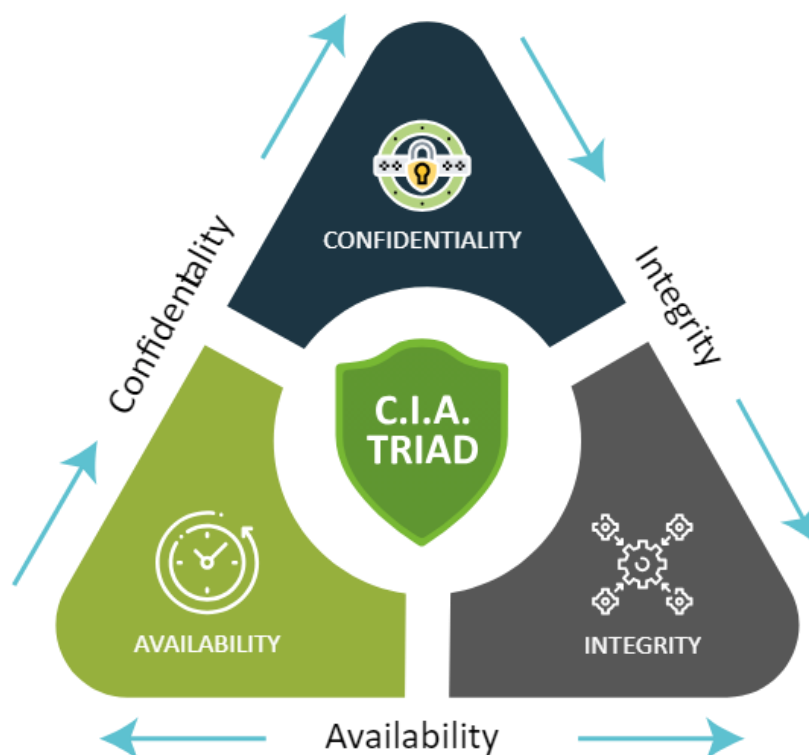 CONFIDENTIALITY
Confidentality
Integrity
C.I.A.
TRIAD
AVAILABILITY
INTEGRITY
Availability